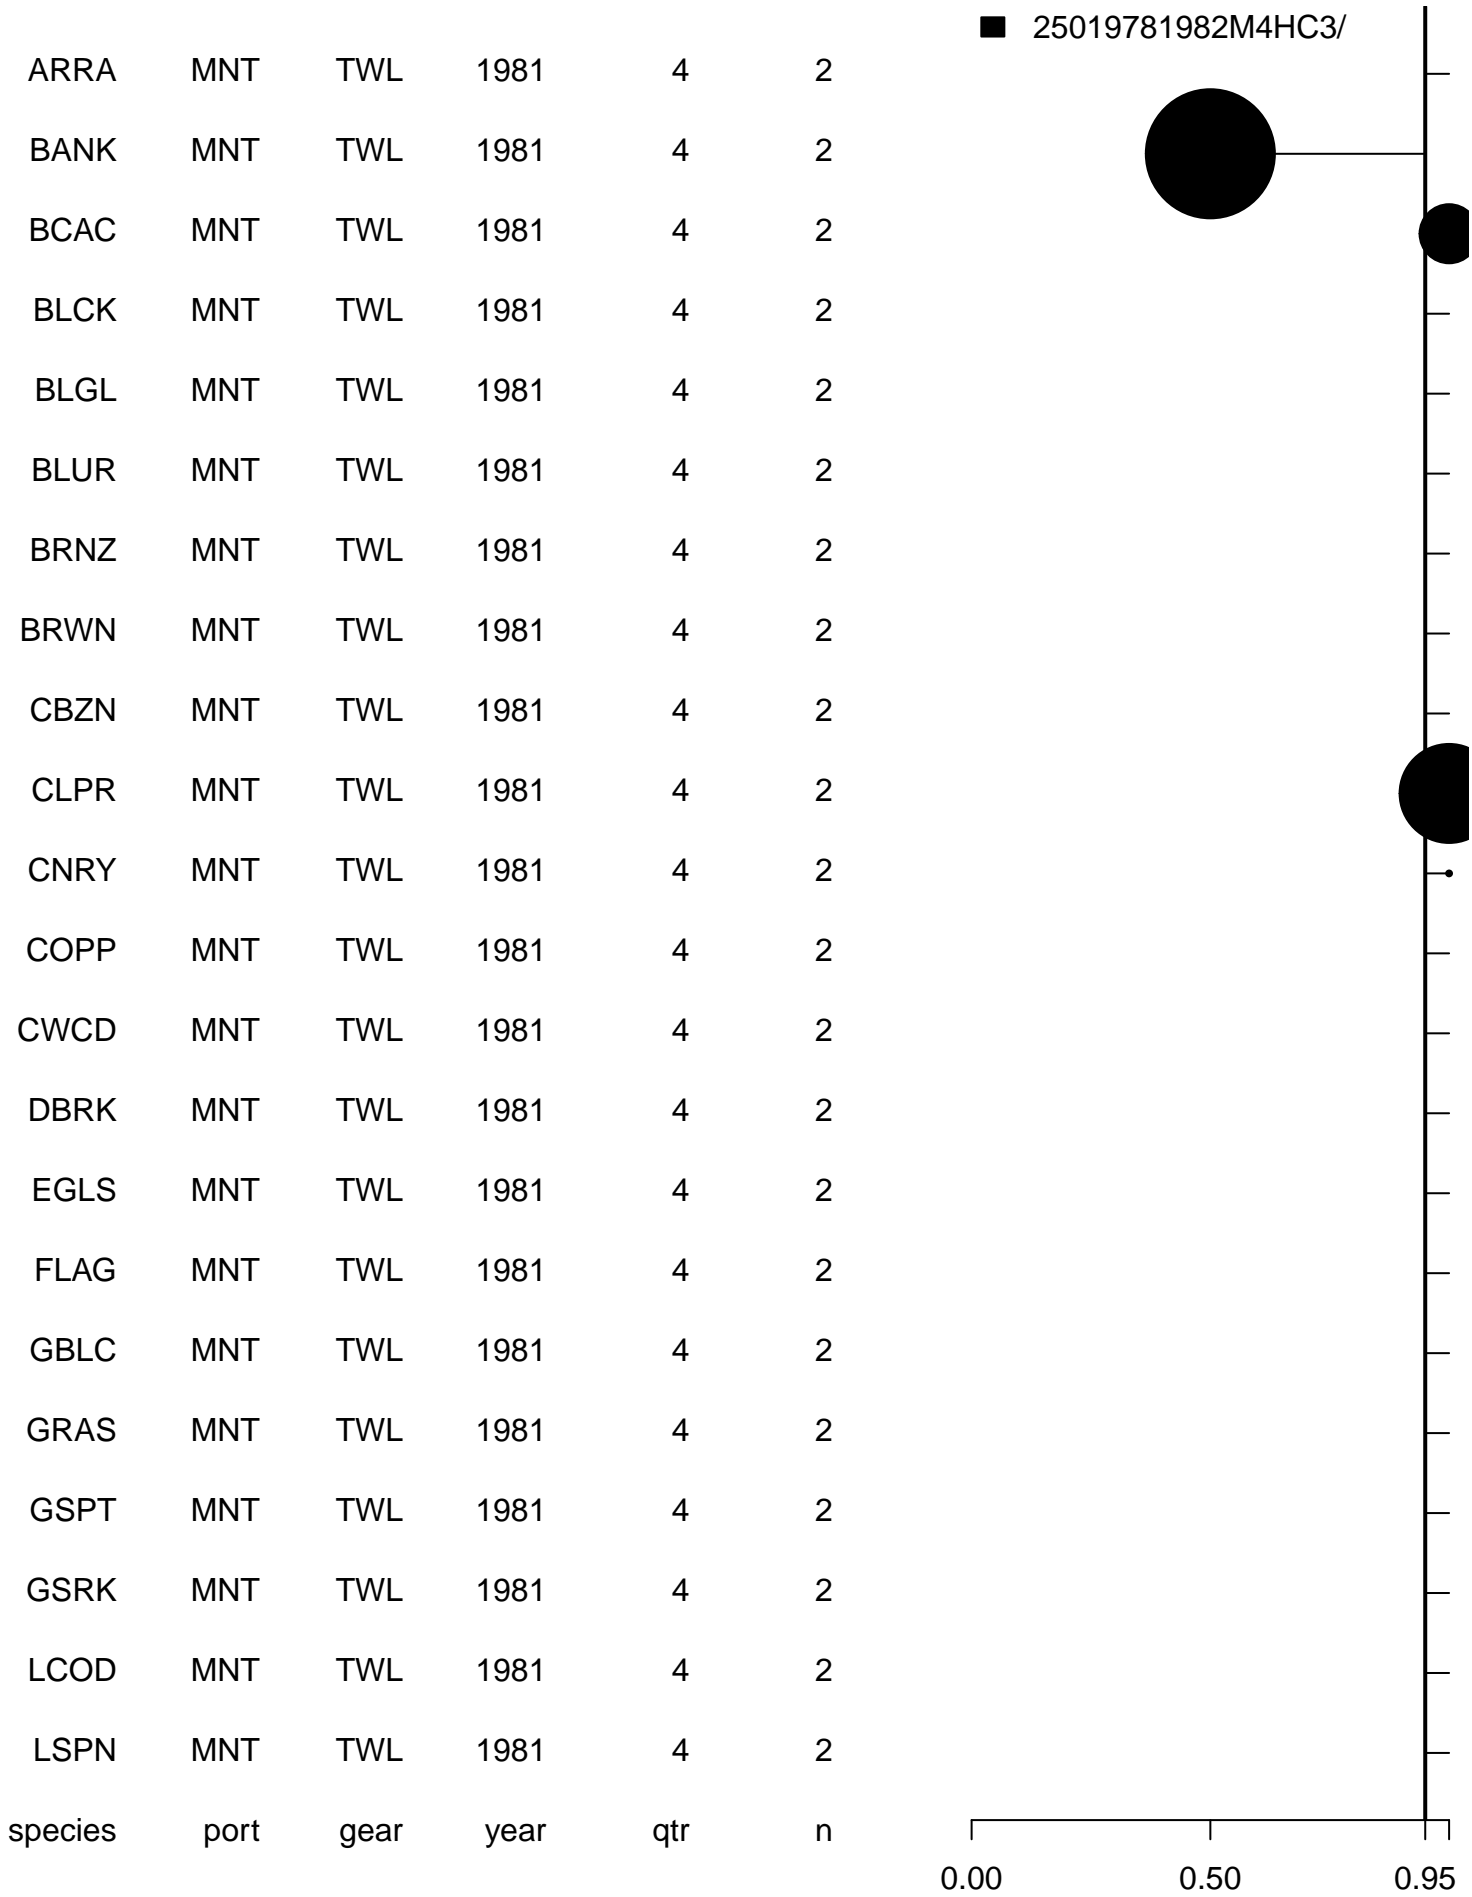 25019781982M4HC3/
ARRA MNT TWL 1981 4 2
BANK MNT TWL 1981 4 2
BCAC MNT TWL 1981 4 2
BLCK MNT TWL 1981 4 2
BLGL MNT TWL 1981 4 2
BLUR MNT TWL 1981 4 2
BRNZ MNT TWL 1981 4 2
BRWN MNT TWL 1981 4 2
CBZN MNT TWL 1981 4 2
CLPR MNT TWL 1981 4 2
CNRY MNT TWL 1981 4 2
COPP MNT TWL 1981 4 2
CWCD MNT TWL 1981 4 2
DBRK MNT TWL 1981 4 2
EGLS MNT TWL 1981 4 2
FLAG MNT TWL 1981 4 2
GBLC MNT TWL 1981 4 2
GRAS MNT TWL 1981 4 2
GSPT MNT TWL 1981 4 2
GSRK MNT TWL 1981 4 2
LCOD MNT TWL 1981 4 2
LSPN MNT TWL 1981 4 2
species port gear year qtr n
0.00 0.50 0.95